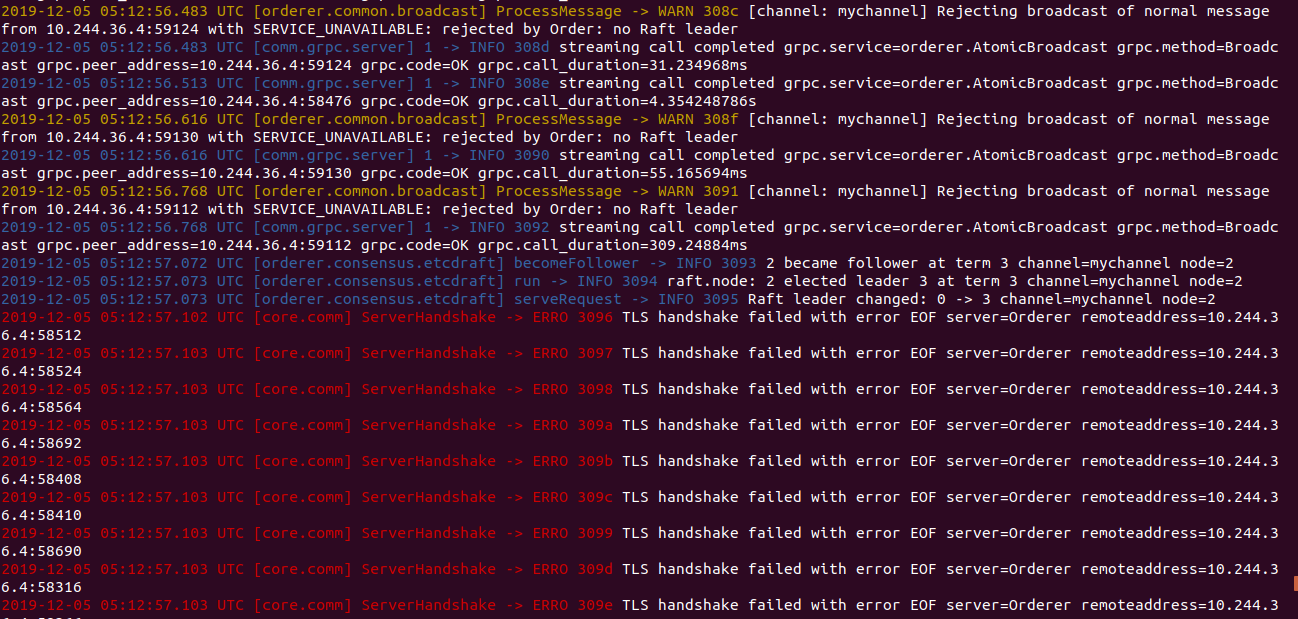 2019-12-05 05:12:56.483 UTC [orderer.common.broadcast] ProcessMessage -> WARN 308c [channel: mychannel] Rejecting broadcast of normal message
from 10.244.36.4:59124 with SERVICE_UNAVAILABLE: rejected by Order: no Raft leader
2019-12-05 05:12:56.483 UTC [comm.grpc.server] 1 -> INFO 308d streaming call completed grpc.service=orderer.AtomicBroadcast grpc.method=Broadc
ast grpc.peer_address=10.244.36.4:59124 grpc.code=OK grpc.call_duration=31.234968ms
2019-12-05 05:12:56.513 UTC [comm.grpc.server] 1 -> INFO 308e streaming call completed grpc.service=orderer.AtomicBroadcast grpc.method=Broadc
ast grpc.peer_address=10.244.36.4:58476 grpc.code=OK grpc.call_duration=4.354248786s
2019-12-05 05:12:56.616 UTC [orderer.common.broadcast] ProcessMessage -> WARN 308f [channel: mychannel] Rejecting broadcast of normal message
from 10.244.36.4:59130 with SERVICE_UNAVAILABLE: rejected by Order: no Raft leader
2019-12-05 05:12:56.616 UTC [comm.grpc.server] 1 -> INFO 3090 streaming call completed grpc.service=orderer.AtomicBroadcast grpc.method=Broadc
ast grpc.peer_address=10.244.36.4:59130 grpc.code=OK grpc.call_duration=55.165694ms
2019-12-05 05:12:56.768 UTC [orderer.common.broadcast] ProcessMessage -> WARN 3091 [channel: mychannel] Rejecting broadcast of normal message
from 10.244.36.4:59112 with SERVICE_UNAVAILABLE: rejected by Order: no Raft leader
2019-12-05 05:12:56.768 UTC [comm.grpc.server] 1 -> INFO 3092 streaming call completed grpc.service=orderer.AtomicBroadcast grpc.method=Broadc
ast grpc.peer_address=10.244.36.4:59112 grpc.code=OK grpc.call_duration=309.24884ms
2019-12-05 05:12:57.072 UTC [orderer.consensus.etcdraft] becomeFollower -> INFO 3093 2 became follower at term 3 channel=mychannel node=2
2019-12-05 05:12:57.073 UTC [orderer.consensus.etcdraft] run -> INFO 3094 raft.node: 2 elected leader 3 at term 3 channel=mychannel node=2
2019-12-05 05:12:57.073 UTC [orderer.consensus.etcdraft] serveRequest -> INFO 3095 Raft leader changed: 0 -> 3 channel=mychannel node=2
2019-12-05 05:12:57.102 UTC [core.comm] ServerHandshake -> ERRO 3096 TLS handshake failed with error EOF server=Orderer remoteaddress=10.244.3
6.4:58512
2019-12-05 05:12:57.103 UTC [core.comm] ServerHandshake -> ERRO 3097 TLS handshake failed with error EOF server=Orderer remoteaddress=10.244.3
6.4:58524
2019-12-05 05:12:57.103 UTC [core.comm] ServerHandshake -> ERRO 3098 TLS handshake failed with error EOF server=Orderer remoteaddress=10.244.3
6.4:58564
2019-12-05 05:12:57.103 UTC [core.comm] ServerHandshake -> ERRO 309a TLS handshake failed with error EOF server=Orderer remoteaddress=10.244.3
6.4:58692
2019-12-05 05:12:57.103 UTC [core.comm] ServerHandshake -> ERRO 309b TLS handshake failed with error EOF server=Orderer remoteaddress=10.244.3
6.4:58408
2019-12-05 05:12:57.103 UTC [core.comm] ServerHandshake -> ERRO 309c TLS handshake failed with error EOF server=Orderer remoteaddress=10.244.3
6.4:58410
2019-12-05 05:12:57.103 UTC [core.comm] ServerHandshake -> ERRO 3099 TLS handshake failed with error EOF server=Orderer remoteaddress=10.244.3
6.4:58690
2019-12-05 05:12:57.103 UTC [core.comm] ServerHandshake -> ERRO 309d TLS handshake failed with error EOF server=Orderer remoteaddress=10.244.3
6.4:58316
2019-12-05 05:12:57.103 UTC [core.comm] ServerHandshake -> ERRO 309e TLS handshake failed with error EOF server=Orderer remoteaddress=10.244.3